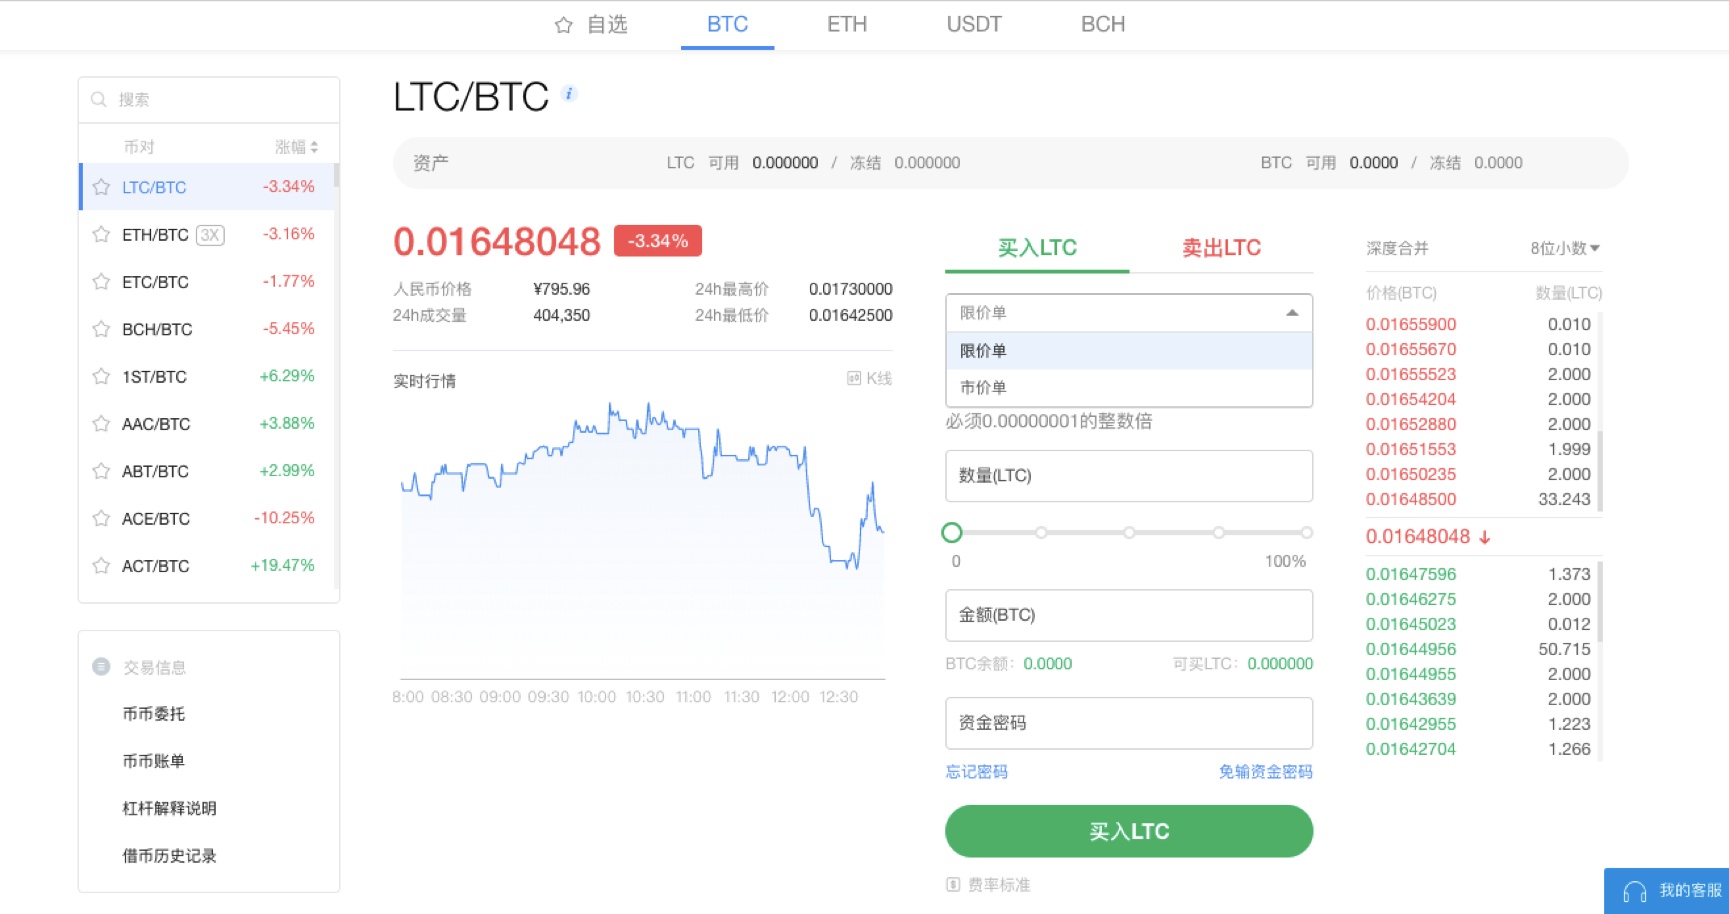 自选 BTC ETH USDT BCH
搜索
币对 涨幅
LTC/BTC -3.34%
ETH/BTC 3X -3.16%
ETC/BTC -1.77%
BCH/BTC -5.45%
1ST/BTC +6.29%
AAC/BTC +3.88%
ABT/BTC +2.99%
ACE/BTC -10.25%
ACT/BTC +19.47%
交易信息
币币委托
币币账单
杠杆解释说明
借币历史记录
LTC/BTC i
资产 LTC 可用 0.000000 / 冻结 0.000000 BTC 可用 0.0000 / 冻结 0.0000
0.01648048 -3.34%
人民币价格 ¥795.96 24h最高价 0.01730000
24h成交量 404,350 24h最低价 0.01642500
实时行情 K线
8:00 08:30 09:00 09:30 10:00 10:30 11:00 11:30 12:00 12:30
买入LTC 卖出LTC
限价单
限价单
市价单
必须0.00000001的整数倍
数量(LTC)
0 100%
金额(BTC)
BTC余额: 0.0000 可买LTC: 0.000000
资金密码
忘记密码 免输资金密码
买入LTC
费率标准
深度合并 8位小数
价格(BTC) 数量(LTC)
0.01655900 0.010
0.01655670 0.010
0.01655523 2.000
0.01654204 2.000
0.01652880 2.000
0.01651553 1.999
0.01650235 2.000
0.01648500 33.243
0.01648048 ↓
0.01647596 1.373
0.01646275 2.000
0.01645023 0.012
0.01644956 50.715
0.01644955 2.000
0.01643639 2.000
0.01642955 1.223
0.01642704 1.266
我的客服